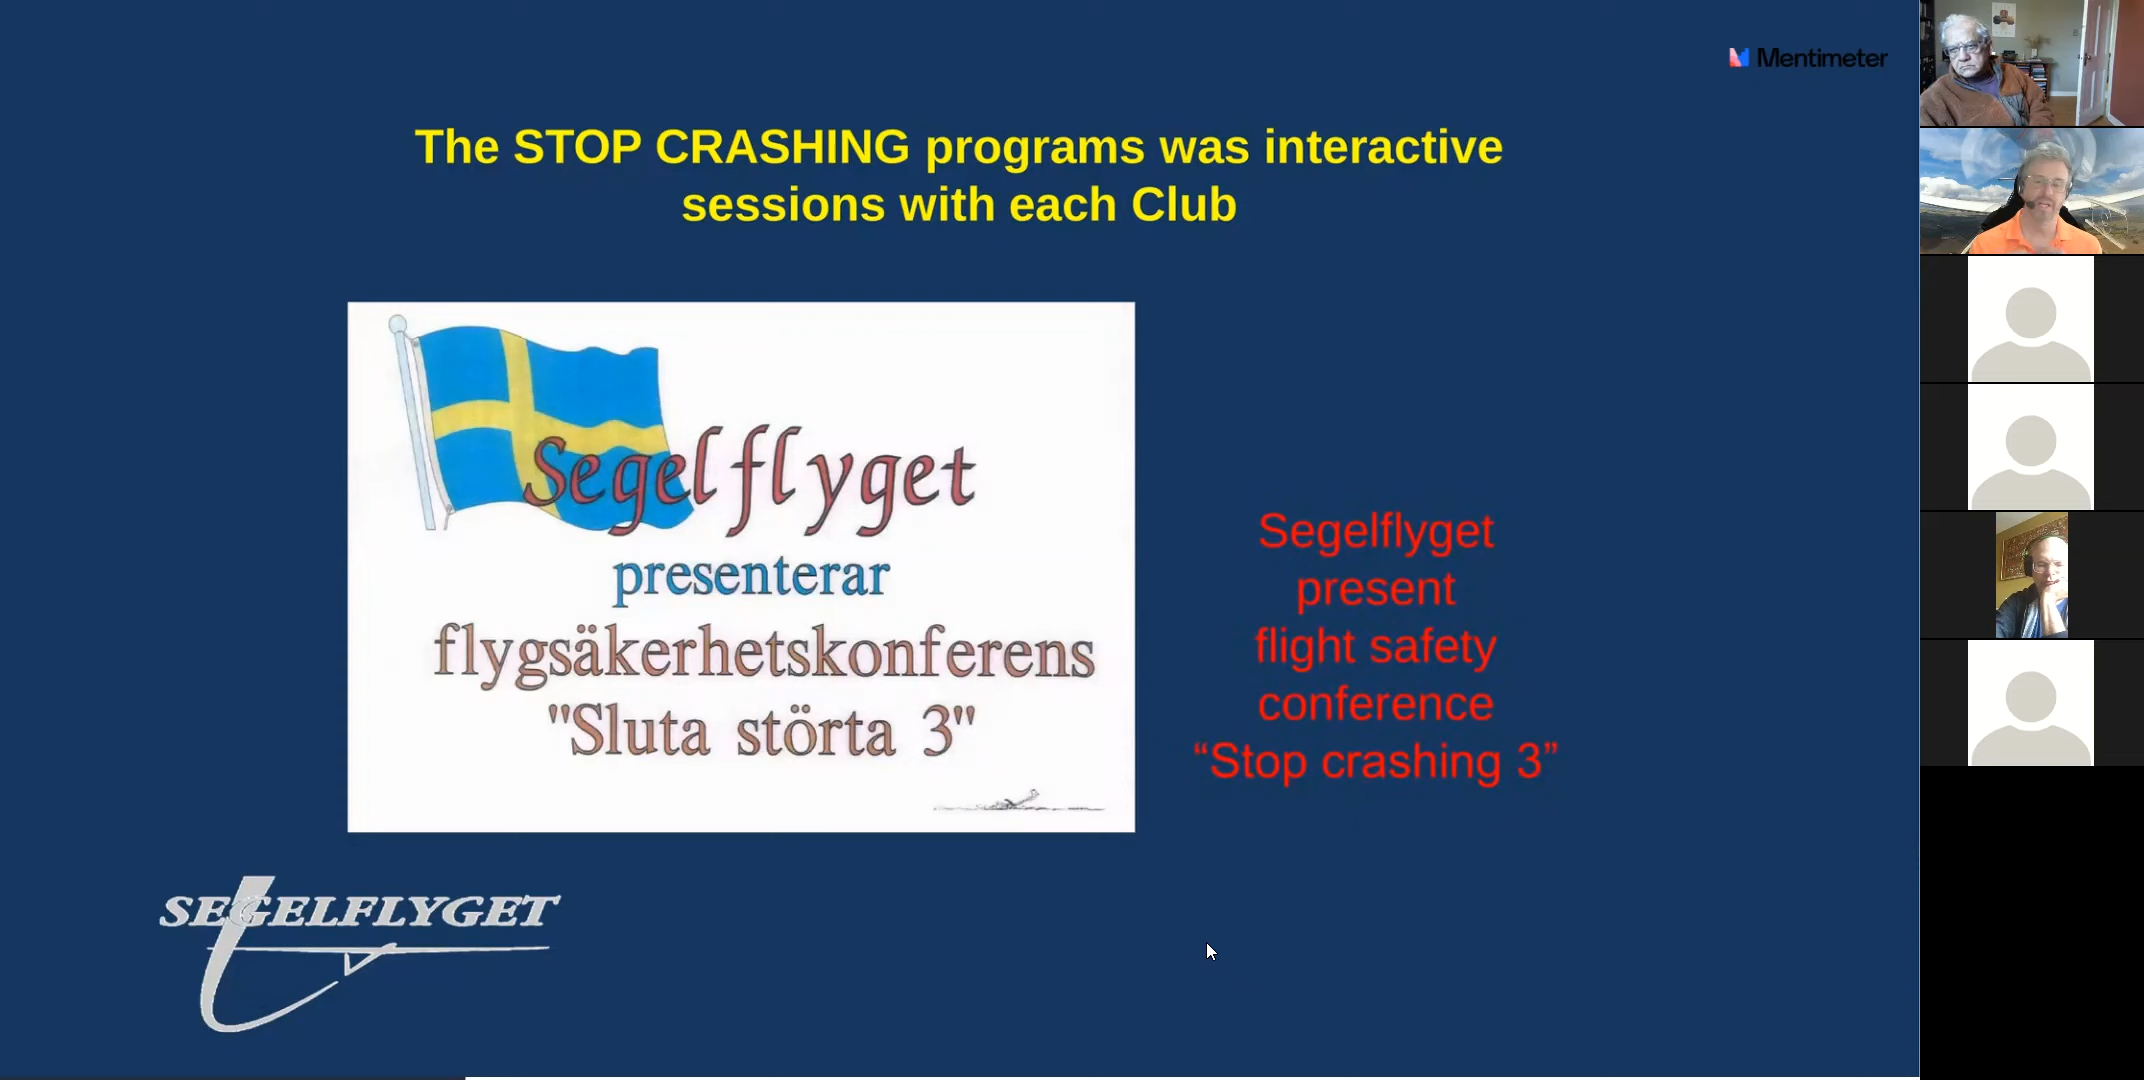 Mentimeter
The STOP CRASHING programs was interactive
sessions with each Club
Segelflyget
presenterar
flygsäkerhetskonferens
"Sluta störta 3"
Segelflyget
present
flight safety
conference
“Stop crashing 3”
SEGELFLYGET